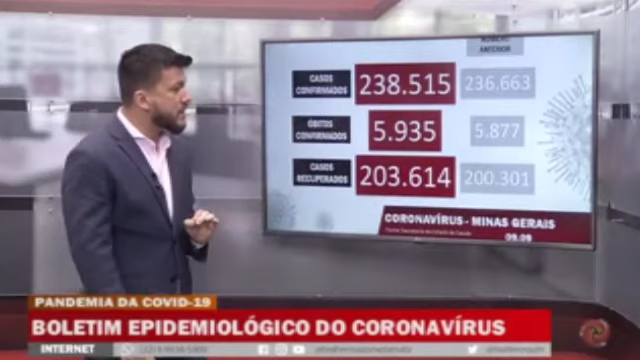 NÚMERO
ANTERIOR
CASOS
CONFIRMADOS
238.515
236.663
ÓBITOS
CONFIRMADOS
5.935
5.877
CASOS
RECUPERADOS
203.614
200.301
CORONAVÍRUS - MINAS GERAIS
09.09
PANDEMIA DA COVID-19
BOLETIM EPIDEMIOLÓGICO DO CORONAVÍRUS
INTERNET